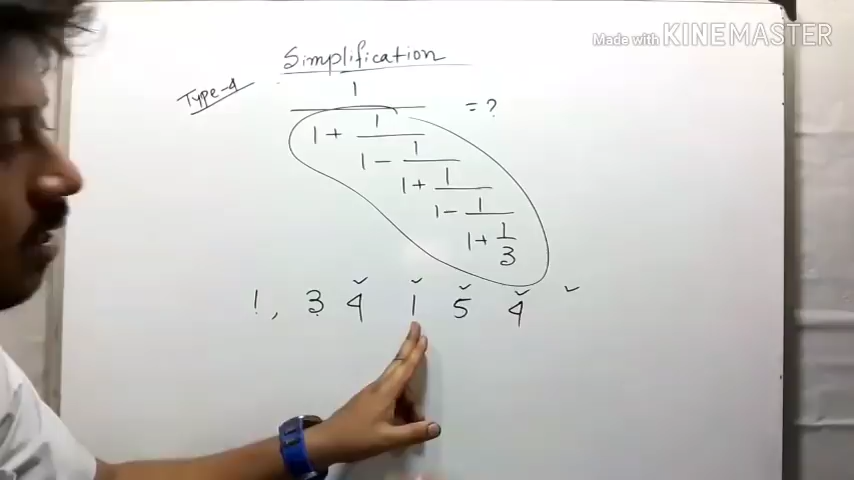 Made with KINEMASTER
Simplification
Type-4
1
1 + 1 = ?
1 - 1
1 + 1
1 - 1
1 + 1
3
1, 3 4 1 5 4